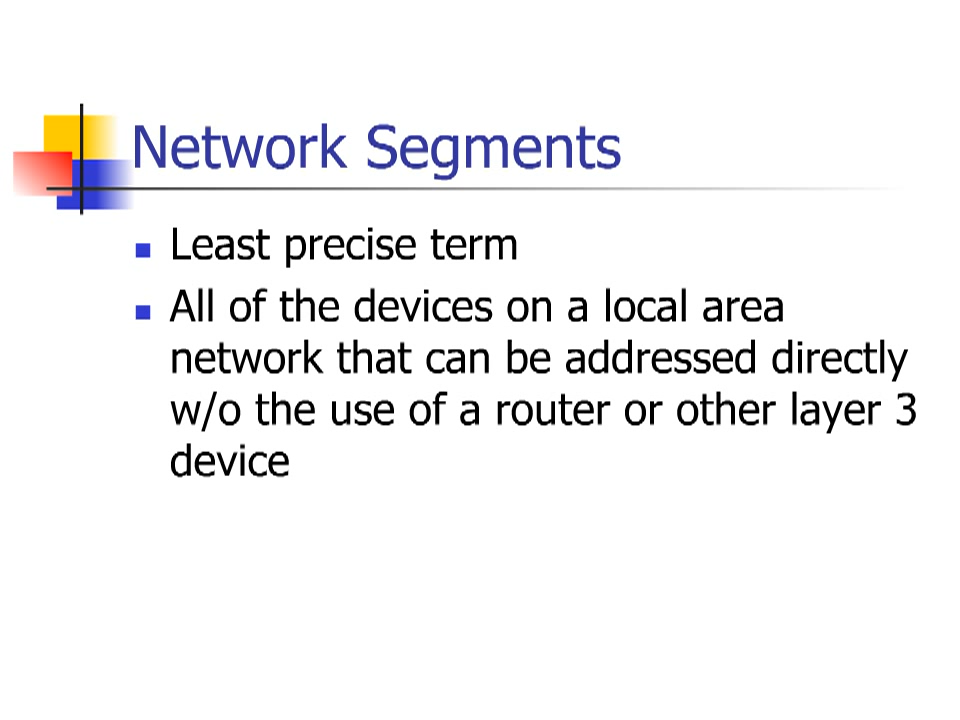 Network Segments
Least precise term
All of the devices on a local area
network that can be addressed directly
w/o the use of a router or other layer 3
device